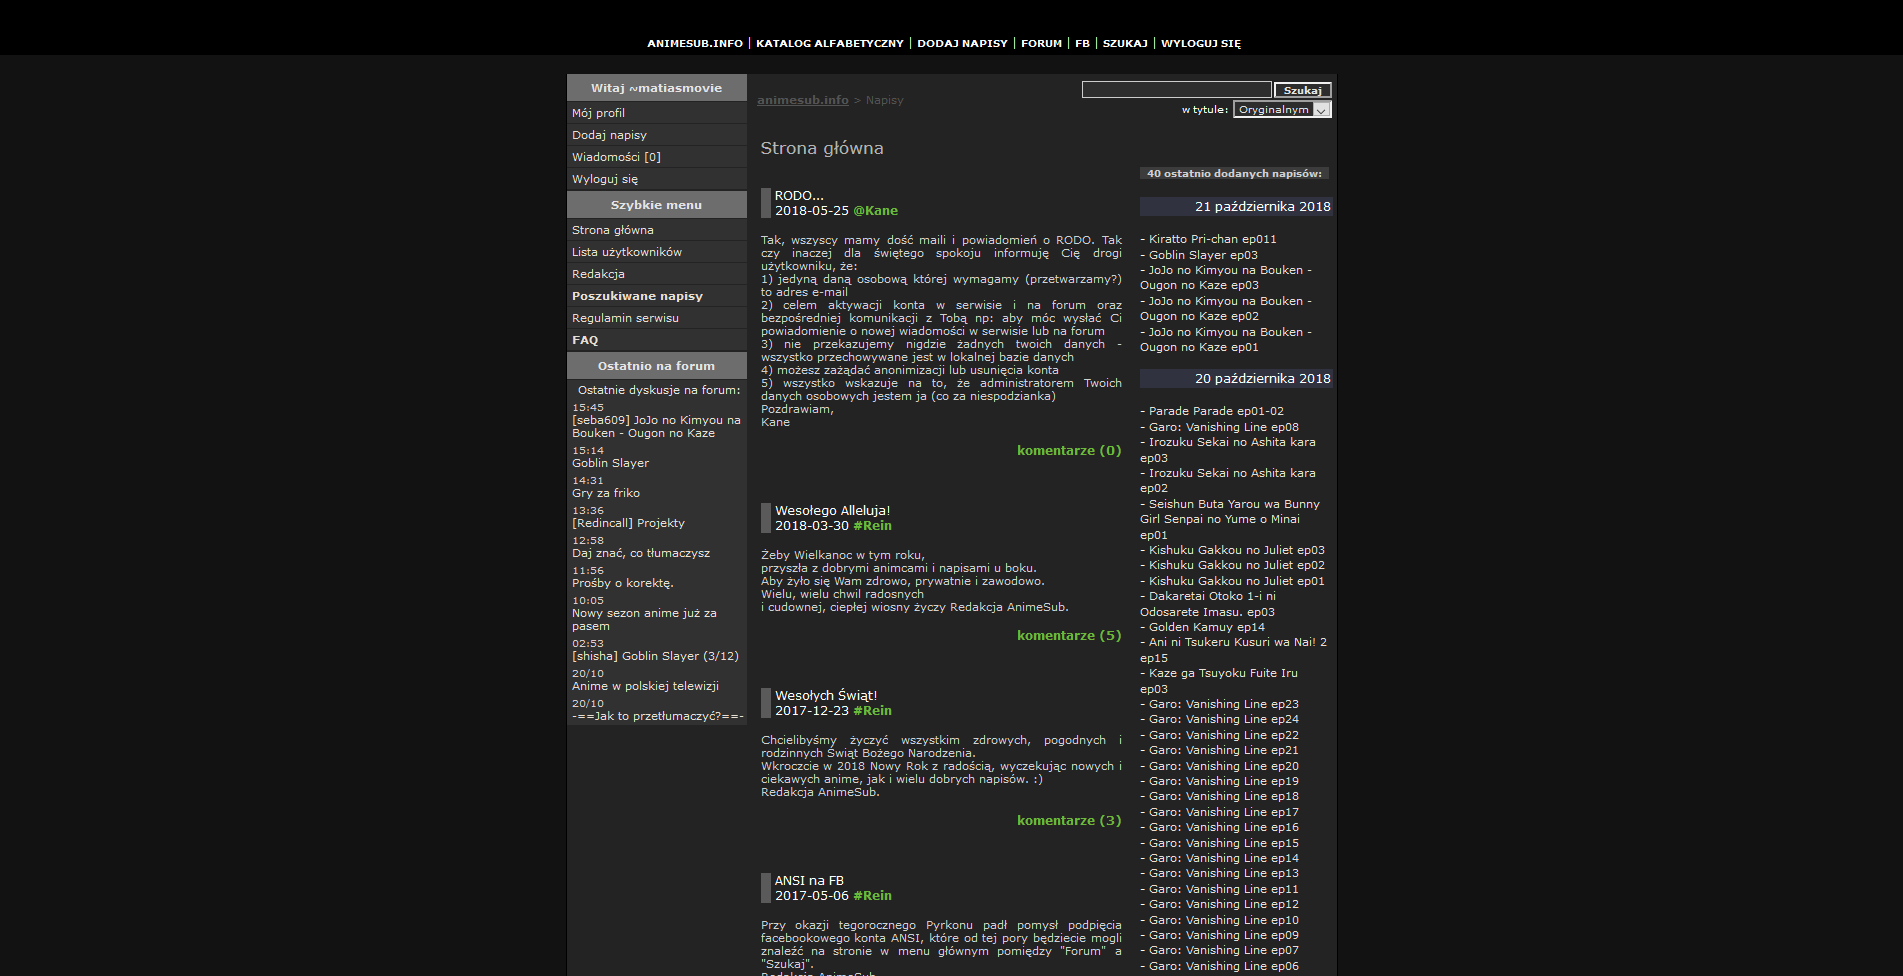 ANIMESUB.INFO | KATALOG ALFABETYCZNY | DODAJ NAPISY | FORUM | FB | SZUKAJ | WYLOGUJ SIĘ
Witaj ~matiasmovie
Mój profil
Dodaj napisy
Wiadomości [0]
Wyloguj się
Szybkie menu
Strona główna
Lista użytkowników
Redakcja
Poszukiwane napisy
Regulamin serwisu
FAQ
Ostatnio na forum
Ostatnie dyskusje na forum:
15:45
[seba609] JoJo no Kimyou na
Bouken - Ougon no Kaze
15:14
Goblin Slayer
14:31
Gry za friko
13:36
[Redincall] Projekty
12:58
Daj znać, co tłumaczysz
11:56
Prośby o korektę.
10:05
Nowy sezon anime już za
pasem
02:53
[shisha] Goblin Slayer (3/12)
20/10
Anime w polskiej telewizji
20/10
-==Jak to przetłumaczyć?==-
animesub.info > Napisy
Szukaj
w tytule: Oryginalnym
Strona główna
RODO...
2018-05-25 @Kane
Tak, wszyscy mamy dość maili i powiadomień o RODO. Tak
czy inaczej dla świętego spokoju informuję Cię drogi
użytkowniku, że:
1) jedyną daną osobową której wymagamy (przetwarzamy?)
to adres e-mail
2) celem aktywacji konta w serwisie i na forum oraz
bezpośredniej komunikacji z Tobą np: aby móc wysłać Ci
powiadomienie o nowej wiadomości w serwisie lub na forum
3) nie przekazujemy nigdzie żadnych twoich danych -
wszystko przechowywane jest w lokalnej bazie danych
4) możesz zażądać anonimizacji lub usunięcia konta
5) wszystko wskazuje na to, że administratorem Twoich
danych osobowych jestem ja (co za niespodzianka)
Pozdrawiam,
Kane
komentarze (0)
Wesołego Alleluja!
2018-03-30 #Rein
Żeby Wielkanoc w tym roku,
przyszła z dobrymi animcami i napisami u boku.
Aby żyło się Wam zdrowo, prywatnie i zawodowo.
Wielu, wielu chwil radosnych
i cudownej, ciepłej wiosny życzy Redakcja AnimeSub.
komentarze (5)
Wesołych Świąt!
2017-12-23 #Rein
Chcielibyśmy życzyć wszystkim zdrowych, pogodnych i
rodzinnych Świąt Bożego Narodzenia.
Wkroczcie w 2018 Nowy Rok z radością, wyczekując nowych i
ciekawych anime, jak i wielu dobrych napisów. :)
Redakcja AnimeSub.
komentarze (3)
ANSI na FB
2017-05-06 #Rein
Przy okazji tegorocznego Pyrkonu padł pomysł podpięcia
facebookowego konta ANSI, które od tej pory będziecie mogli
znaleźć na stronie w menu głównym pomiędzy "Forum" a
"Szukaj".
Redakcja AnimeSub.
40 ostatnio dodanych napisów:
21 października 2018
- Kiratto Pri-chan ep011
- Goblin Slayer ep03
- JoJo no Kimyou na Bouken -
Ougon no Kaze ep03
- JoJo no Kimyou na Bouken -
Ougon no Kaze ep02
- JoJo no Kimyou na Bouken -
Ougon no Kaze ep01
20 października 2018
- Parade Parade ep01-02
- Garo: Vanishing Line ep08
- Irozuku Sekai no Ashita kara
ep03
- Irozuku Sekai no Ashita kara
ep02
- Seishun Buta Yarou wa Bunny
Girl Senpai no Yume o Minai
ep01
- Kishuku Gakkou no Juliet ep03
- Kishuku Gakkou no Juliet ep02
- Kishuku Gakkou no Juliet ep01
- Dakaretai Otoko 1-i ni
Odosarete Imasu. ep03
- Golden Kamuy ep14
- Ani ni Tsukeru Kusuri wa Nai! 2
ep15
- Kaze ga Tsuyoku Fuite Iru
ep03
- Garo: Vanishing Line ep23
- Garo: Vanishing Line ep24
- Garo: Vanishing Line ep22
- Garo: Vanishing Line ep21
- Garo: Vanishing Line ep20
- Garo: Vanishing Line ep19
- Garo: Vanishing Line ep18
- Garo: Vanishing Line ep17
- Garo: Vanishing Line ep16
- Garo: Vanishing Line ep15
- Garo: Vanishing Line ep14
- Garo: Vanishing Line ep13
- Garo: Vanishing Line ep11
- Garo: Vanishing Line ep12
- Garo: Vanishing Line ep10
- Garo: Vanishing Line ep09
- Garo: Vanishing Line ep07
- Garo: Vanishing Line ep06